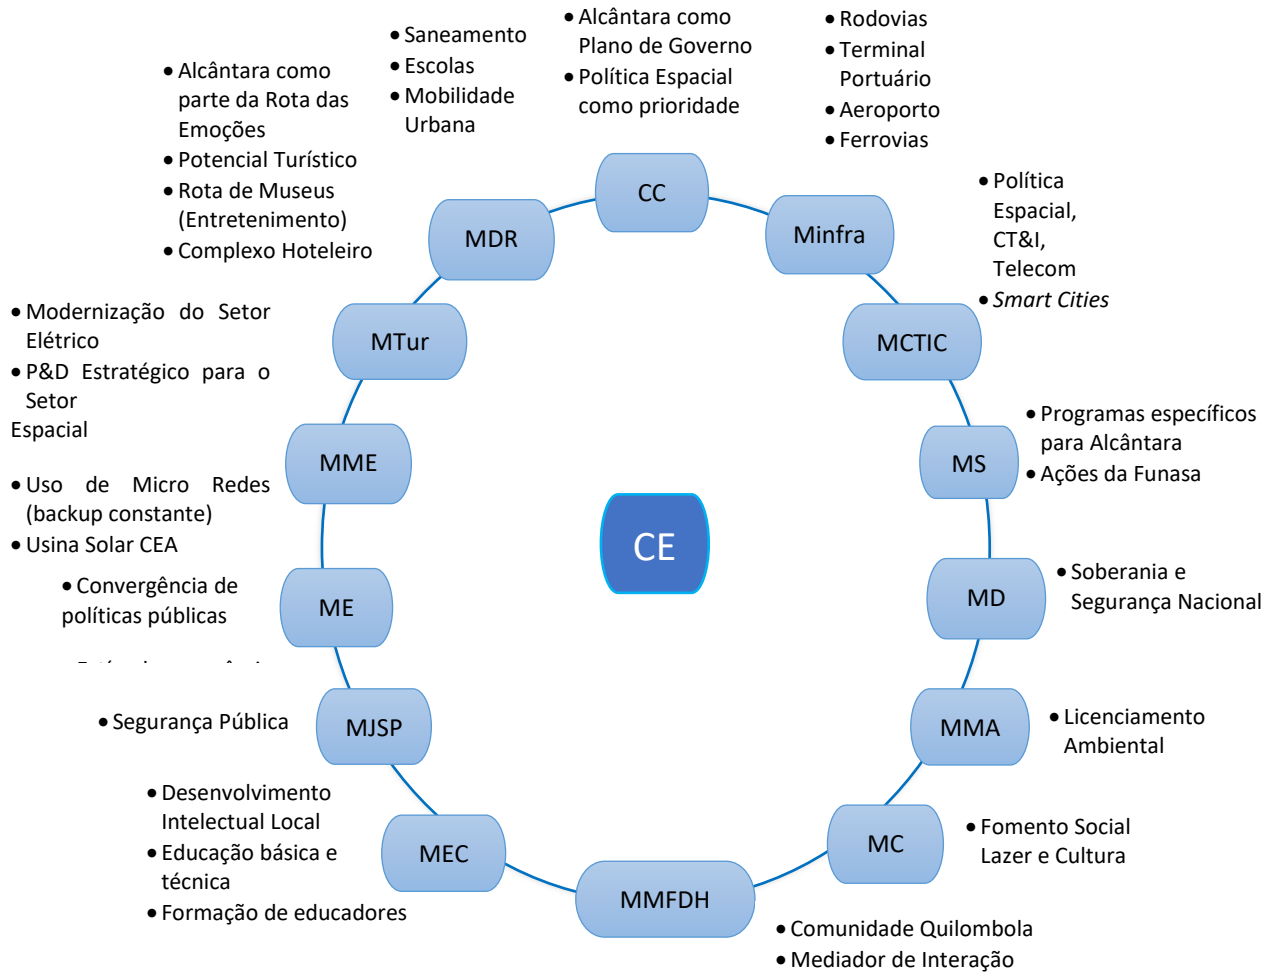 • Alcântara como
Plano de Governo
• Política Espacial
como prioridade
• Rodovias
• Terminal
Portuário
• Aeroporto
• Ferrovias
• Saneamento
• Escolas
• Mobilidade
Urbana
• Alcântara como
parte da Rota das
Emoções
• Potencial Turístico
• Rota de Museus
(Entretenimento)
• Complexo Hoteleiro
CC
MDR
Minfra
• Política
Espacial,
CT&I,
Telecom
• Smart Cities
MTur
MCTIC
• Modernização do Setor
Elétrico
• P&D Estratégico para o
Setor
Espacial
• Uso de Micro Redes
(backup constante)
• Usina Solar CEA
MME
MS
• Programas específicos
para Alcântara
• Ações da Funasa
CE
• Convergência de
políticas públicas
ME
MD
• Soberania e
Segurança Nacional
• Segurança Pública
MJSP
MMA
• Licenciamento
Ambiental
• Desenvolvimento
Intelectual Local
• Educação básica e
técnica
• Formação de educadores
MEC
MC
• Fomento Social
Lazer e Cultura
MMFDH
• Comunidade Quilombola
• Mediador de Interação